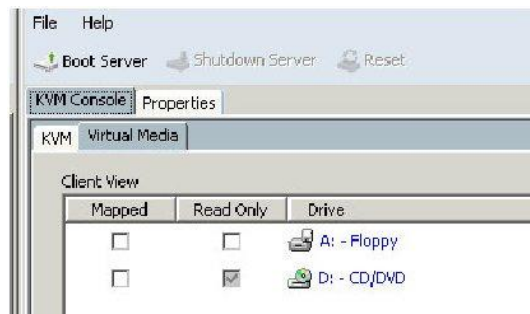 File Help
Boot Server Shutdown Server Reset
KVM Console Properties
KVM Virtual Media
Client View
Mapped Read Only Drive
A: - Floppy
D: - CD/DVD